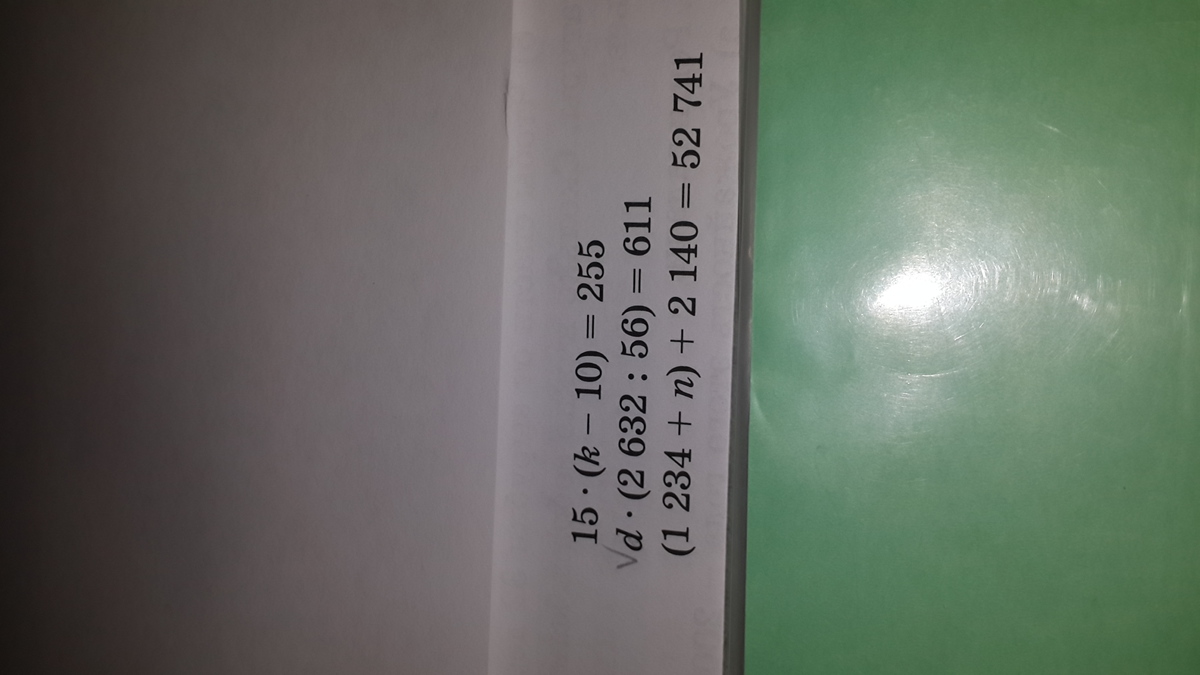 15 · (k − 10) = 255
d · (2 632 : 56) = 611
(1 234 + n) + 2 140 = 52 741